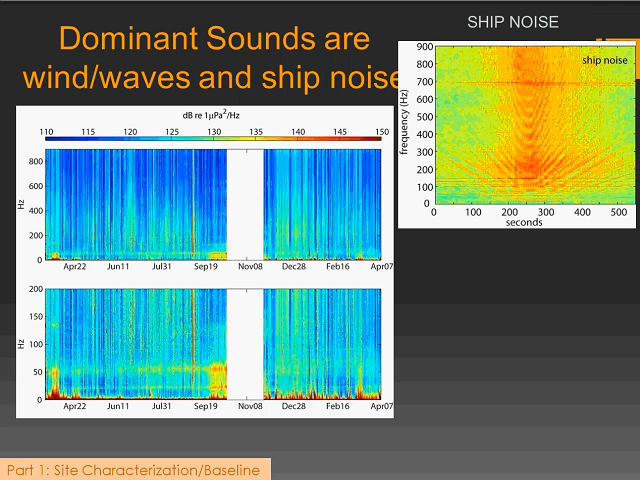 SHIP NOISE
Dominant Sounds are
wind/waves and ship noise
ship noise
frequency (Hz)
900
800
700
600
500
400
300
200
100
0
0 100 200 300 400 500
seconds
dB re 1μPa²/Hz
110 115 120 125 130 135 140 145 150
Hz
800
600
400
200
0
Apr22 Jun11 Jul31 Sep19 Nov08 Dec28 Feb16 Apr07
Hz
200
150
100
50
0
Apr22 Jun11 Jul31 Sep19 Nov08 Dec28 Feb16 Apr07
Part 1: Site Characterization/Baseline